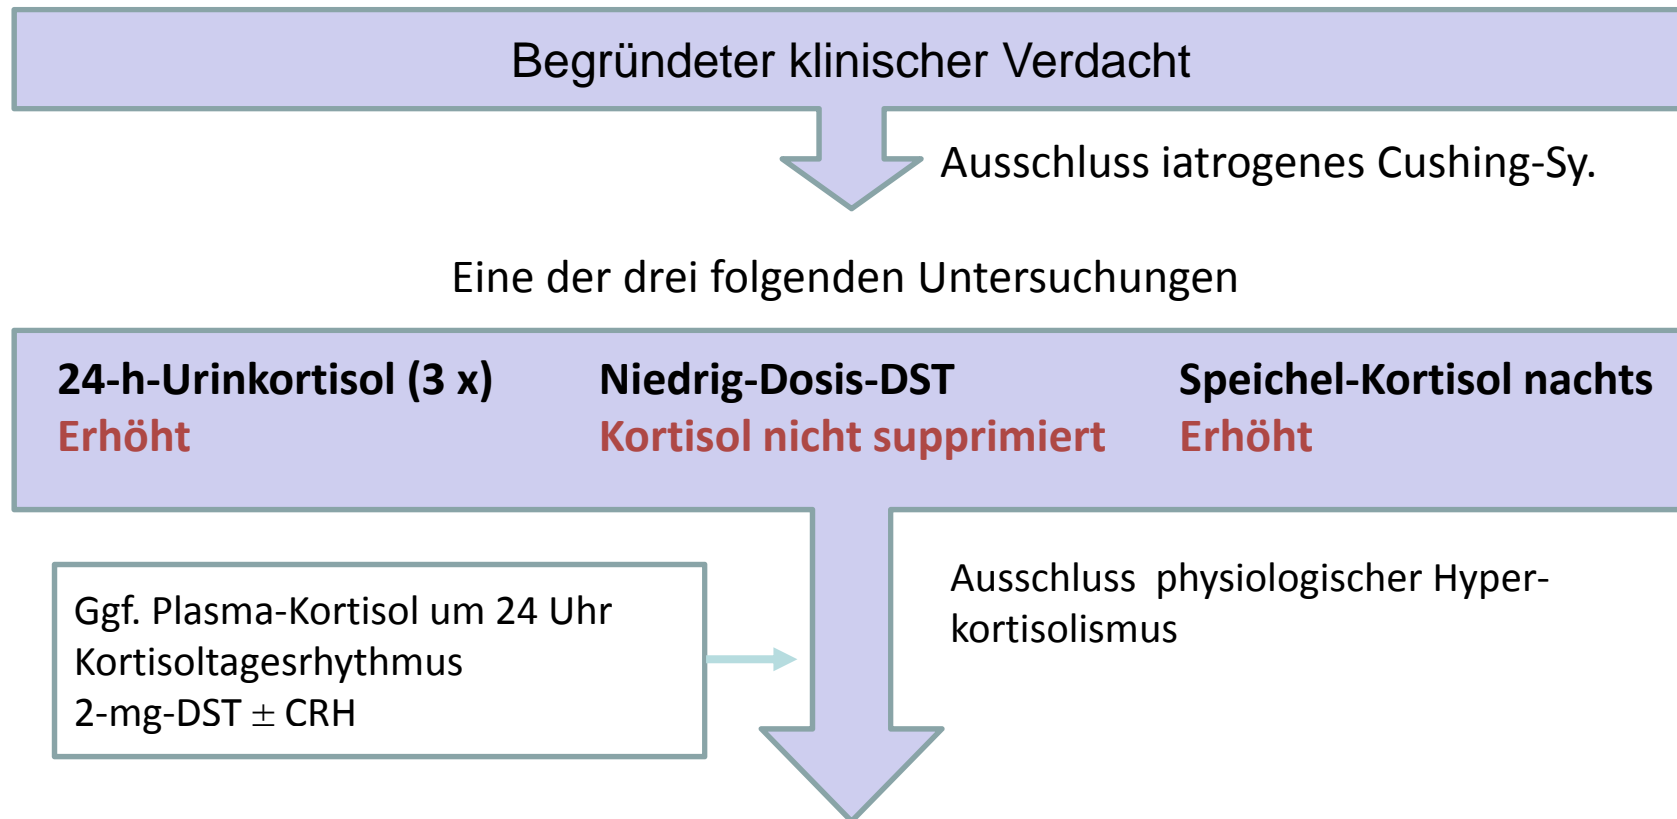 Begründeter klinischer Verdacht
Ausschluss iatrogenes Cushing-Sy.
Eine der drei folgenden Untersuchungen
24-h-Urinkortisol (3 x) Niedrig-Dosis-DST Speichel-Kortisol nachts
Erhöht Kortisol nicht supprimiert Erhöht
Ggf. Plasma-Kortisol um 24 Uhr
Kortisoltagesrhythmus
2-mg-DST ± CRH
Ausschluss physiologischer Hyper-
kortisolismus